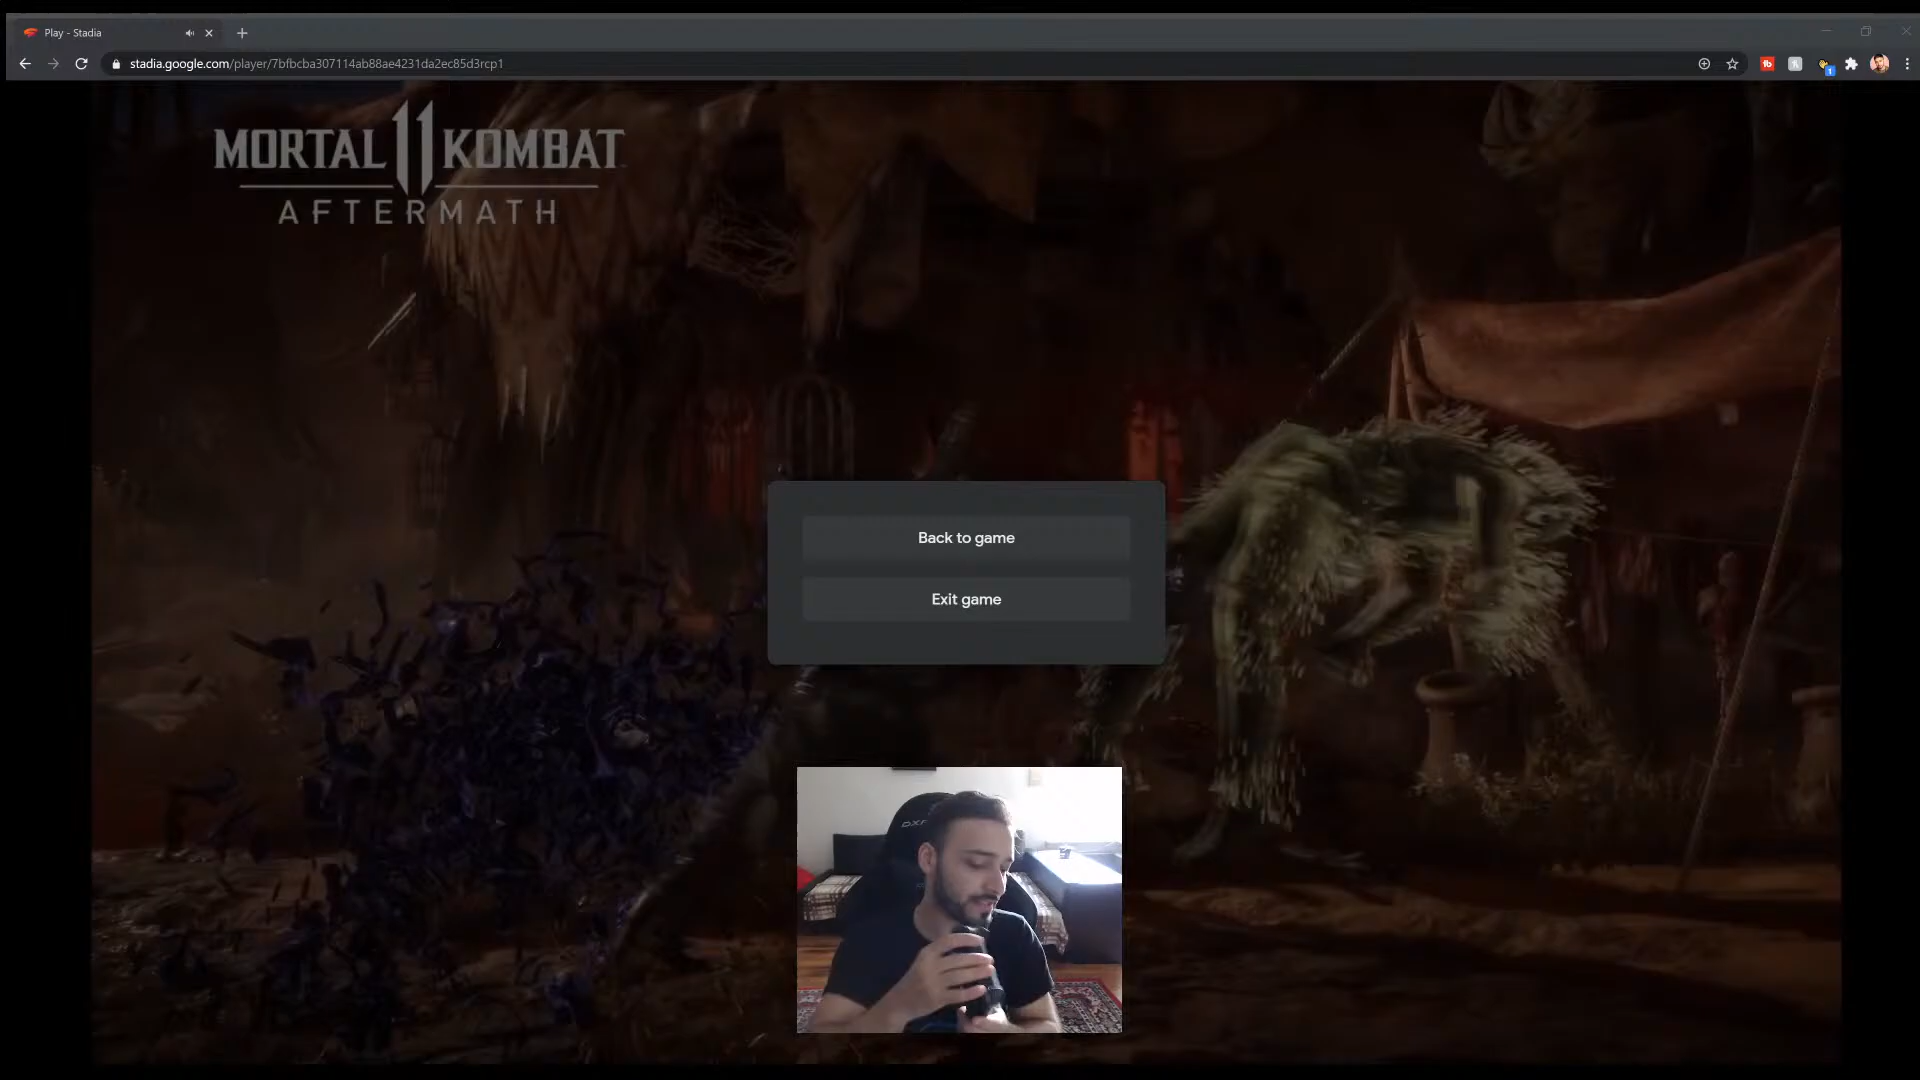 Play - Stadia
stadia.google.com/player/7bfbcba307114ab88ae4231da2ec85d3rcp1
MORTAL 11 KOMBAT
AFTERMATH
Back to game
Exit game